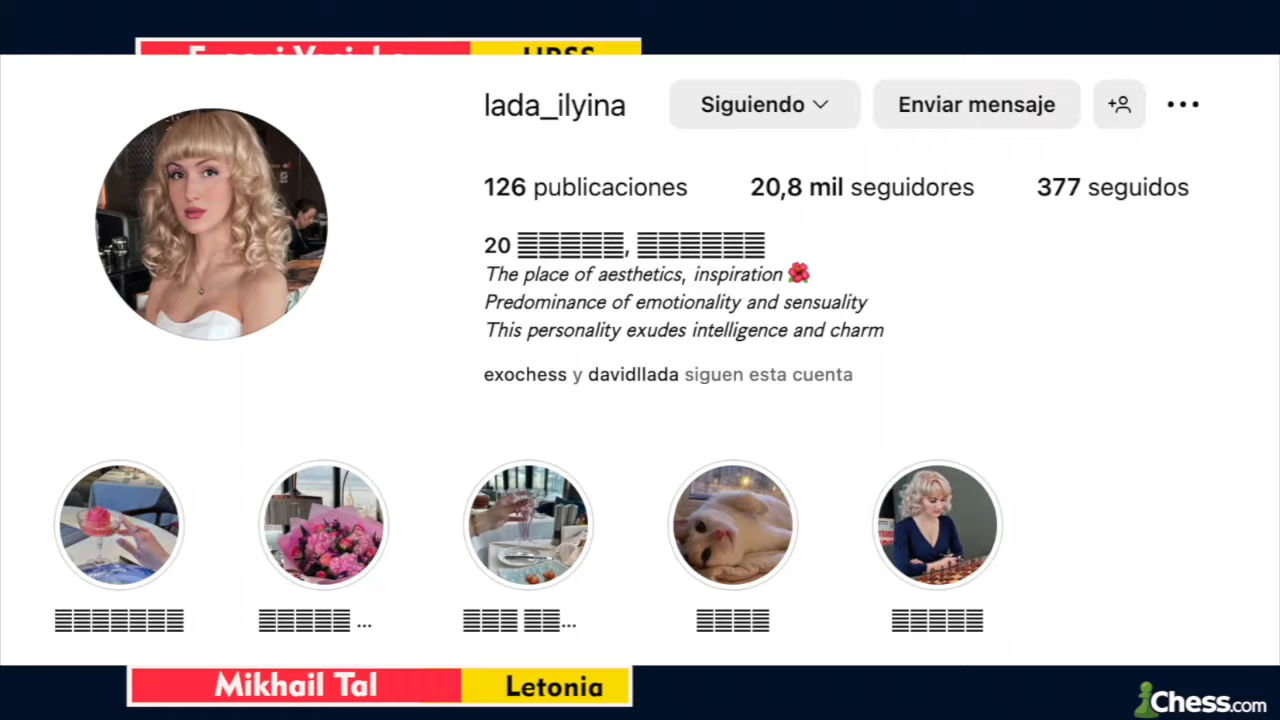 URSS
lada_ilyina
Siguiendo
Enviar mensaje
126 publicaciones
20,8 mil seguidores
377 seguidos
20
The place of aesthetics, inspiration 🌺
Predominance of emotionality and sensuality
This personality exudes intelligence and charm
exochess y davidllada siguen esta cuenta
Mikhail Tal
Letonia
Chess.com